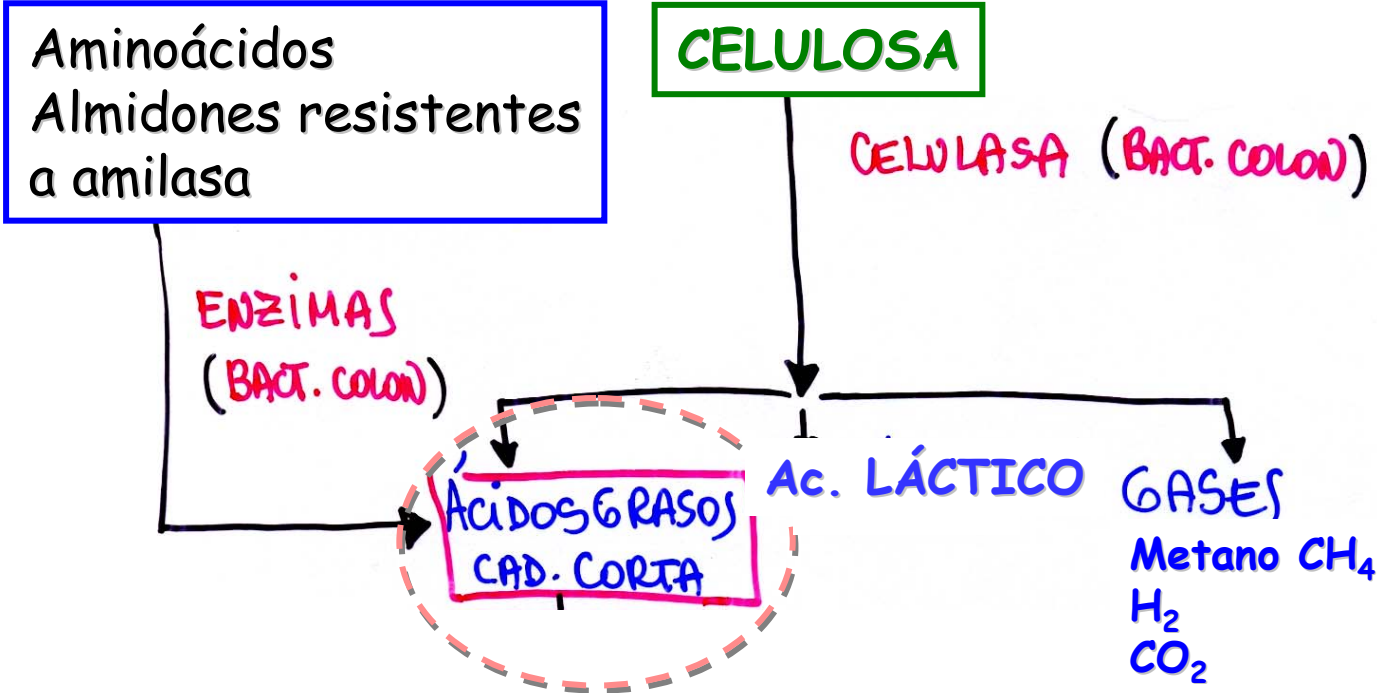 Aminoácidos
Almidones resistentes
a amilasa
CELULOSA
CELULASA (BACT. COLON)
ENZIMAS
(BACT. COLON)
ÁCIDOS GRASOS
CAD. CORTA
Ac. LÁCTICO
GASES
Metano CH₄
H₂
CO₂